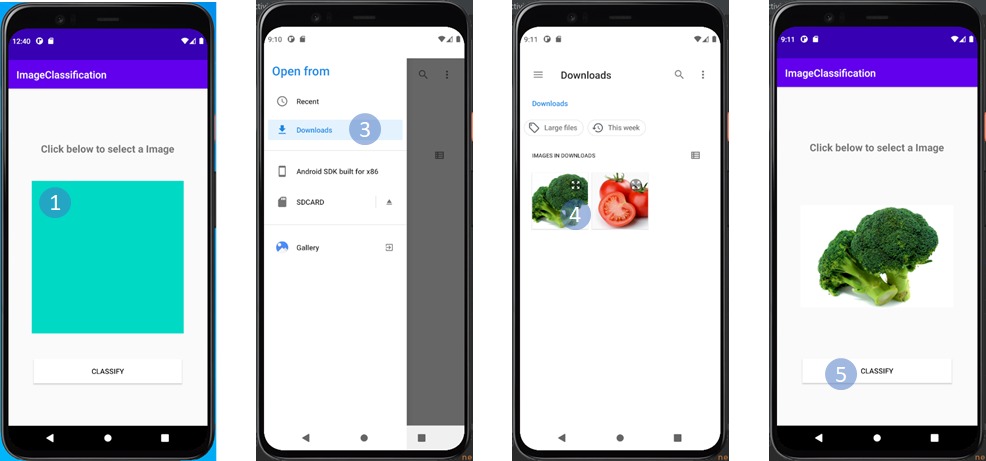 12:40
ImageClassification
Click below to select a Image
1
CLASSIFY
9:10
Open from
Recent
Downloads
3
Android SDK built for x86
SDCARD
Gallery
9:11
Downloads
Downloads
Large files
This week
IMAGES IN DOWNLOADS
4
9:11
ImageClassification
Click below to select a Image
5
CLASSIFY